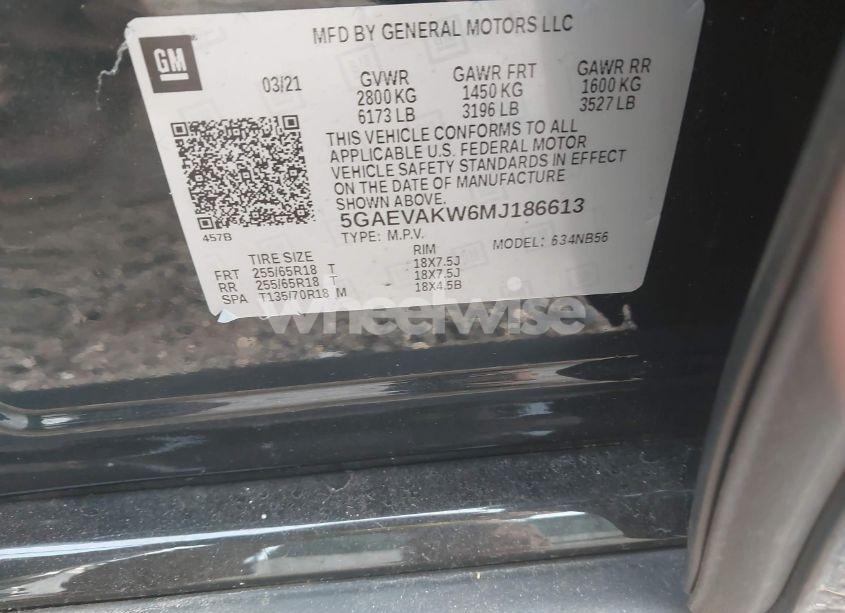 GM
MFD BY GENERAL MOTORS LLC
03/21 GVWR GAWR FRT GAWR RR
2800 KG 1450 KG 1600 KG
6173 LB 3196 LB 3527 LB
THIS VEHICLE CONFORMS TO ALL
APPLICABLE U.S. FEDERAL MOTOR
VEHICLE SAFETY STANDARDS IN EFFECT
ON THE DATE OF MANUFACTURE
SHOWN ABOVE.
5GAEVAKW6MJ186613
457B
TYPE: M.P.V. MODEL: 634NB56
TIRE SIZE RIM
FRT 255/65R18 T 18X7.5J
RR 255/65R18 T 18X7.5J
SPA T135/70R18 M 18X4.5B
wheelwise